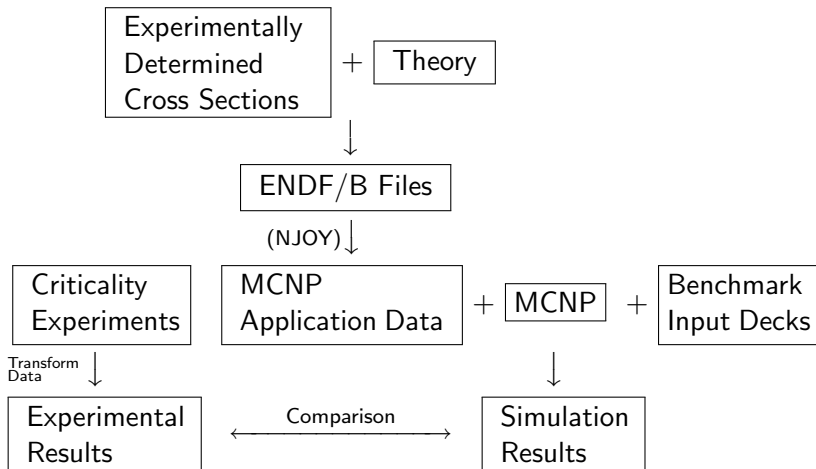 Experimentally
Determined
Cross Sections
+
Theory
ENDF/B Files
(NJOY)
Criticality
Experiments
MCNP
Application Data
+
MCNP
+
Benchmark
Input Decks
Transform
Data
Experimental
Results
Comparison
Simulation
Results